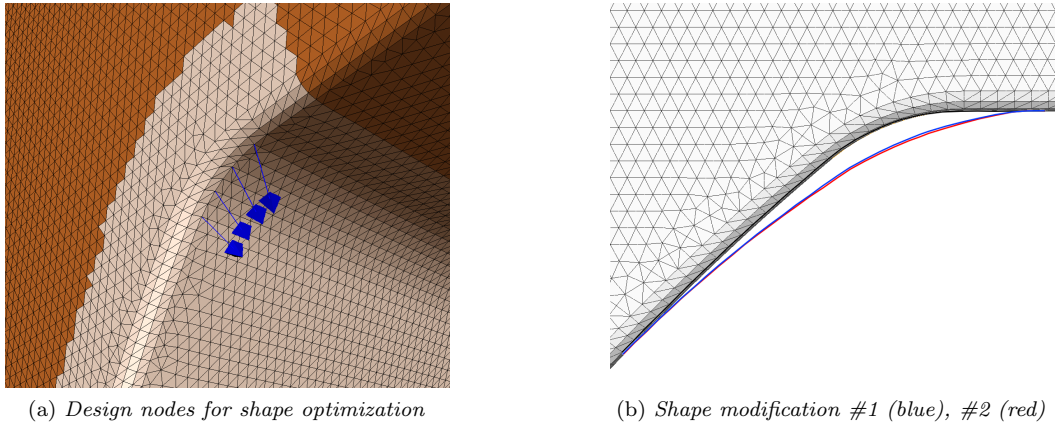 (a) Design nodes for shape optimization
(b) Shape modification #1 (blue), #2 (red)